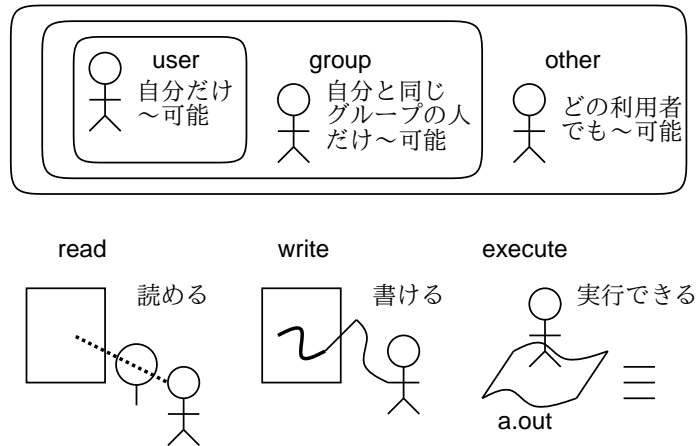 user
自分だけ
～可能
group
自分と同じ
グループの人
だけ～可能
other
どの利用者
でも～可能
read
読める
write
書ける
execute
実行できる
a.out